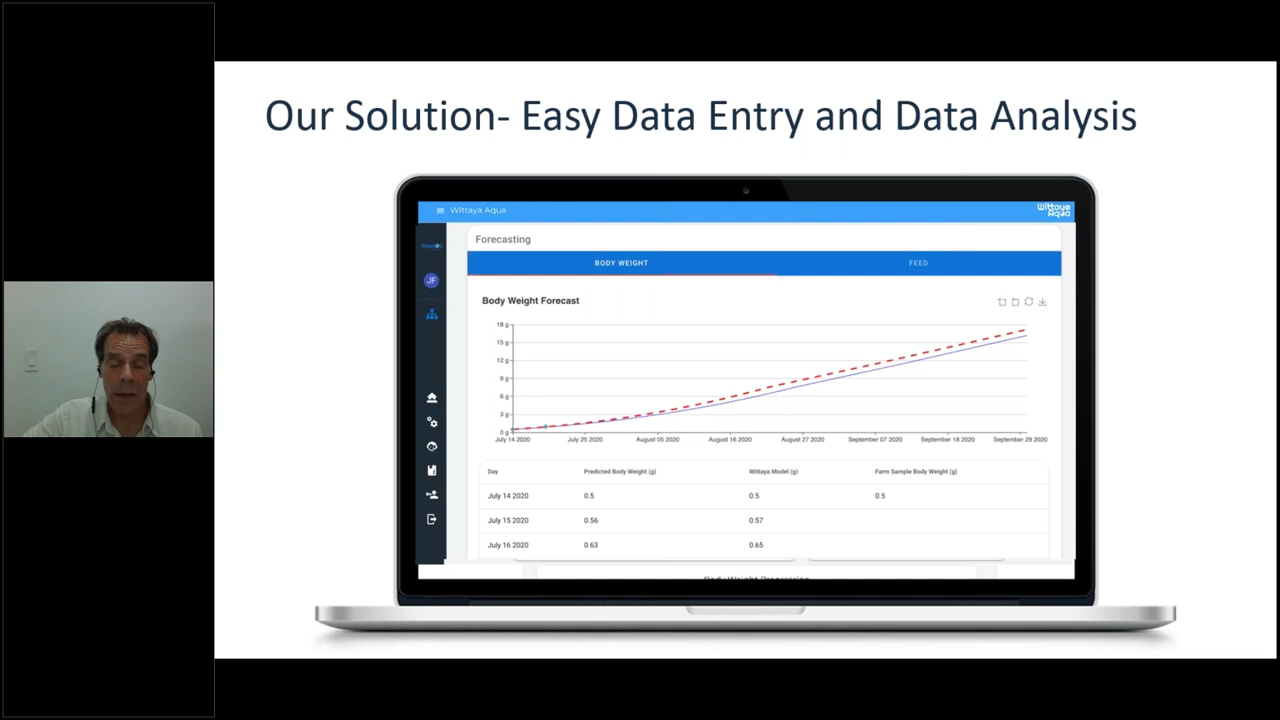 Our Solution- Easy Data Entry and Data Analysis
Wittaya Aqua
Wittaya Aqua
JF
Forecasting
BODY WEIGHT FEED
Body Weight Forecast
18 g
15 g
12 g
9 g
6 g
3 g
0 g
July 14 2020 July 25 2020 August 05 2020 August 16 2020 August 27 2020 September 07 2020 September 18 2020 September 29 2020
Day Predicted Body Weight (g) Wittaya Model (g) Farm Sample Body Weight (g)
July 14 2020 0.5 0.5 0.5
July 15 2020 0.56 0.57
July 16 2020 0.63 0.65
Body Weight Progression